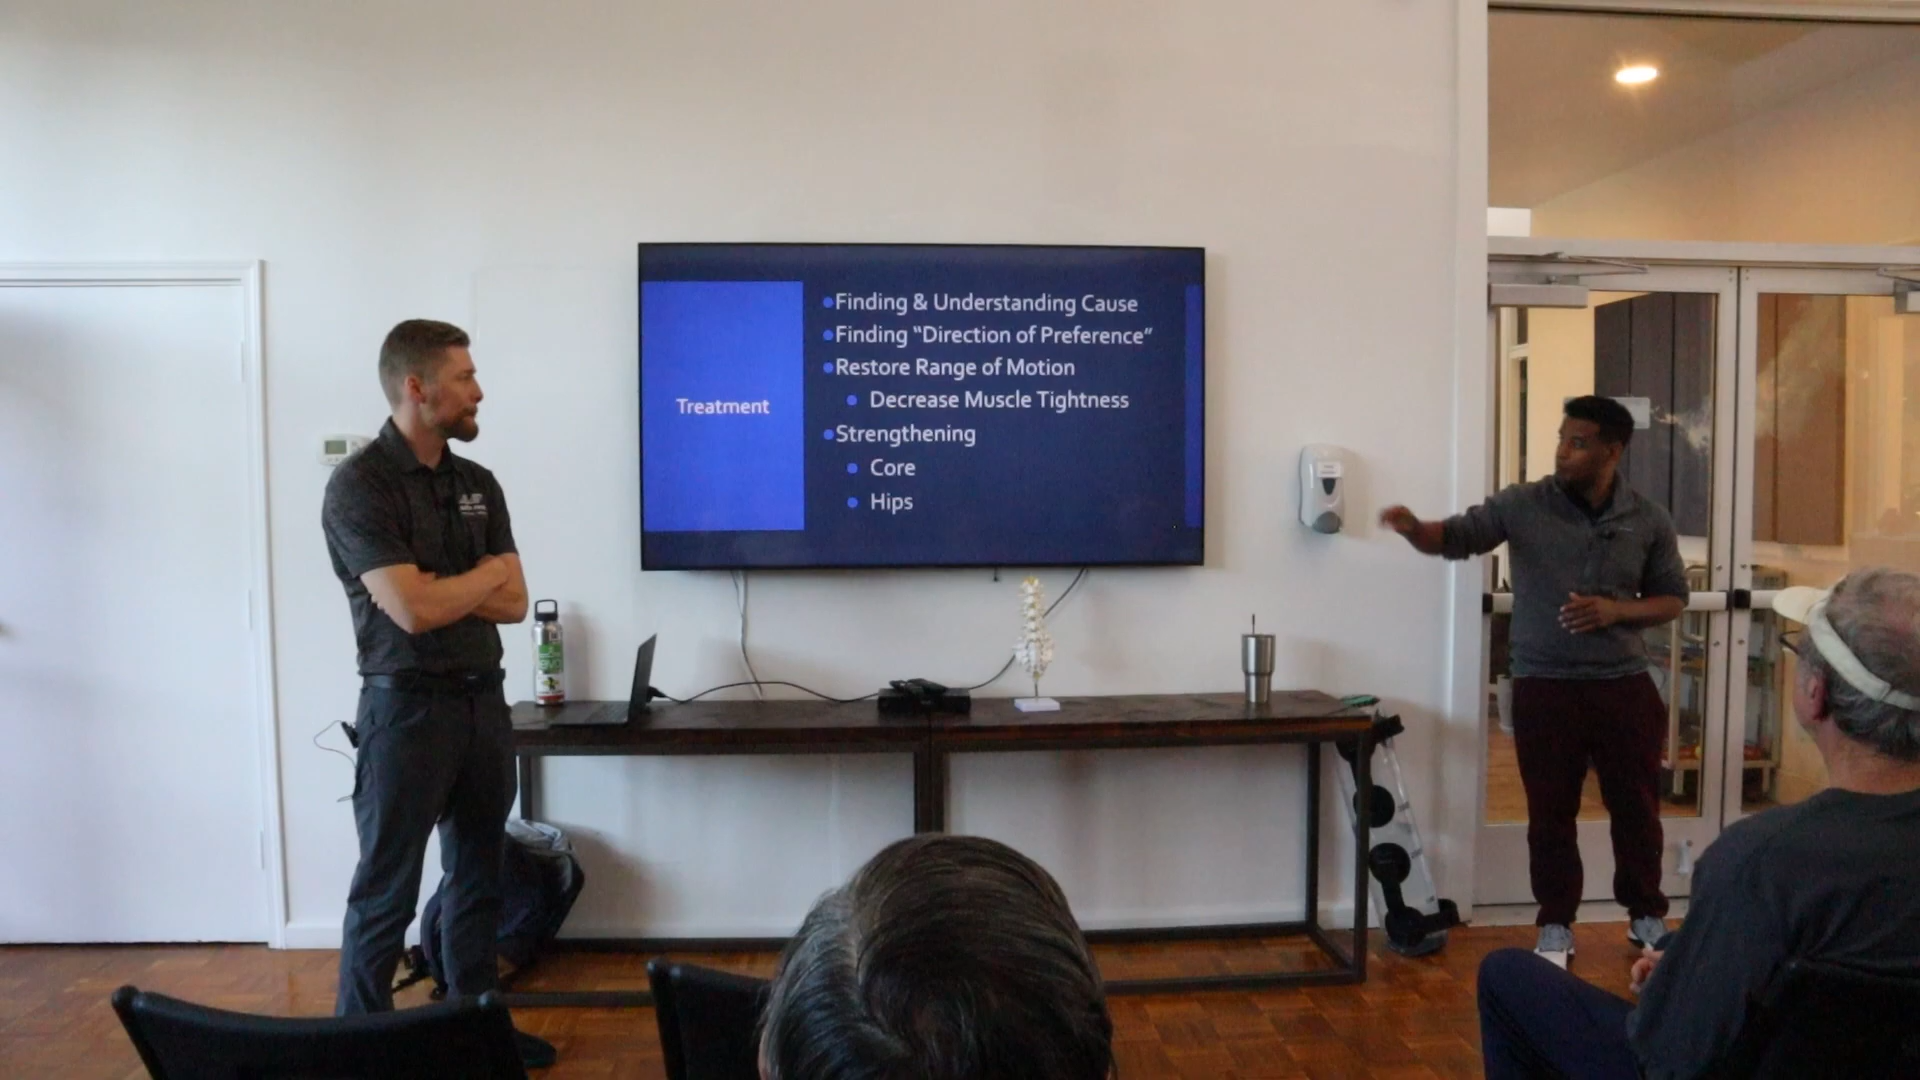 Treatment
Finding & Understanding Cause
Finding “Direction of Preference”
Restore Range of Motion
Decrease Muscle Tightness
Strengthening
Core
Hips